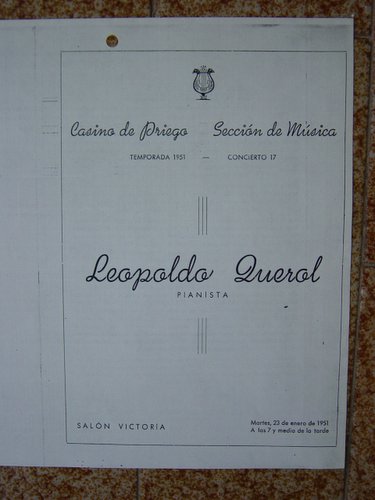 Casino de Priego Sección de Música
TEMPORADA 1951 — CONCIERTO 17
Leopoldo Querol
PIANISTA
SALÓN VICTORIA
Martes, 23 de enero de 1951
A las 7 y media de la tarde